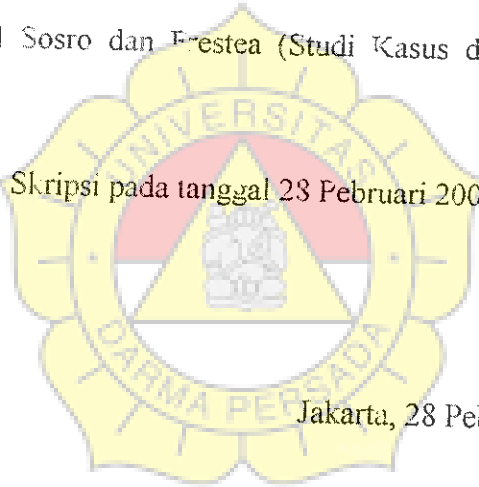 Sosro dan Frestea (Studi Kasus d
UNIVERSITAS
Skripsi pada tanggal 28 Pebruari 200
DARMA PERSADA
Jakarta, 28 Pe